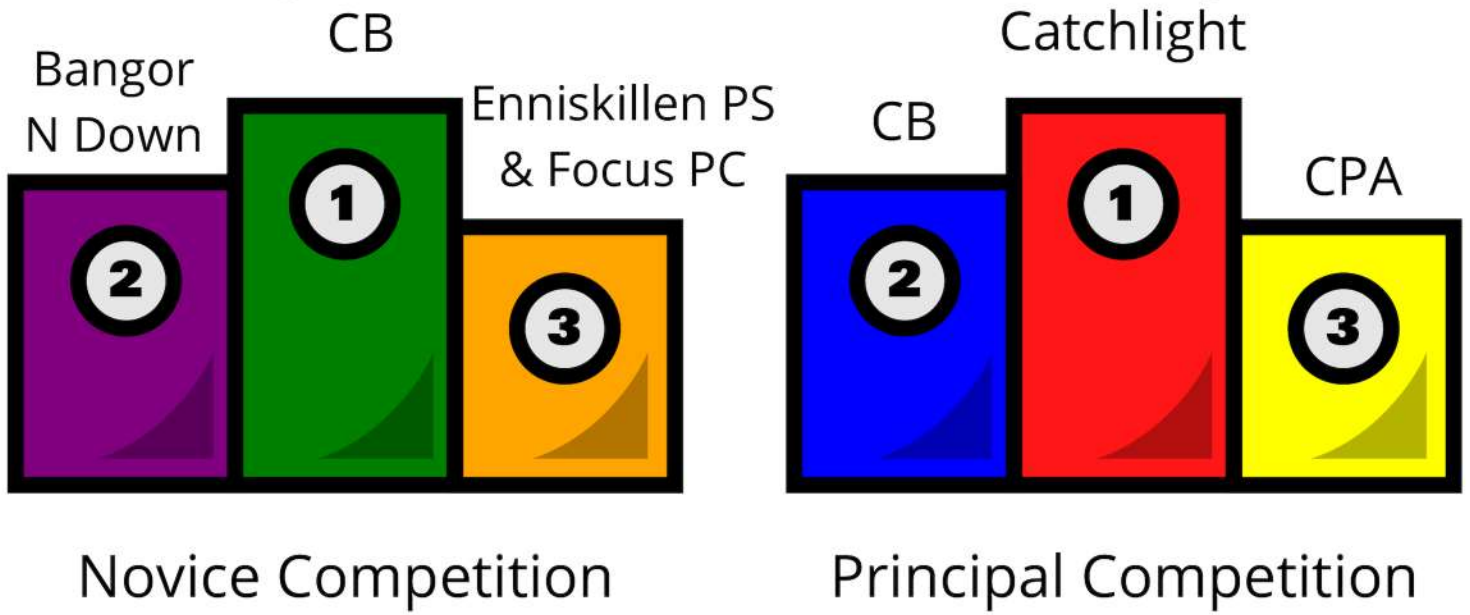 CB
Bangor
N Down
Enniskillen PS
& Focus PC
1
2
3
Novice Competition
Catchlight
CB
CPA
1
2
3
Principal Competition